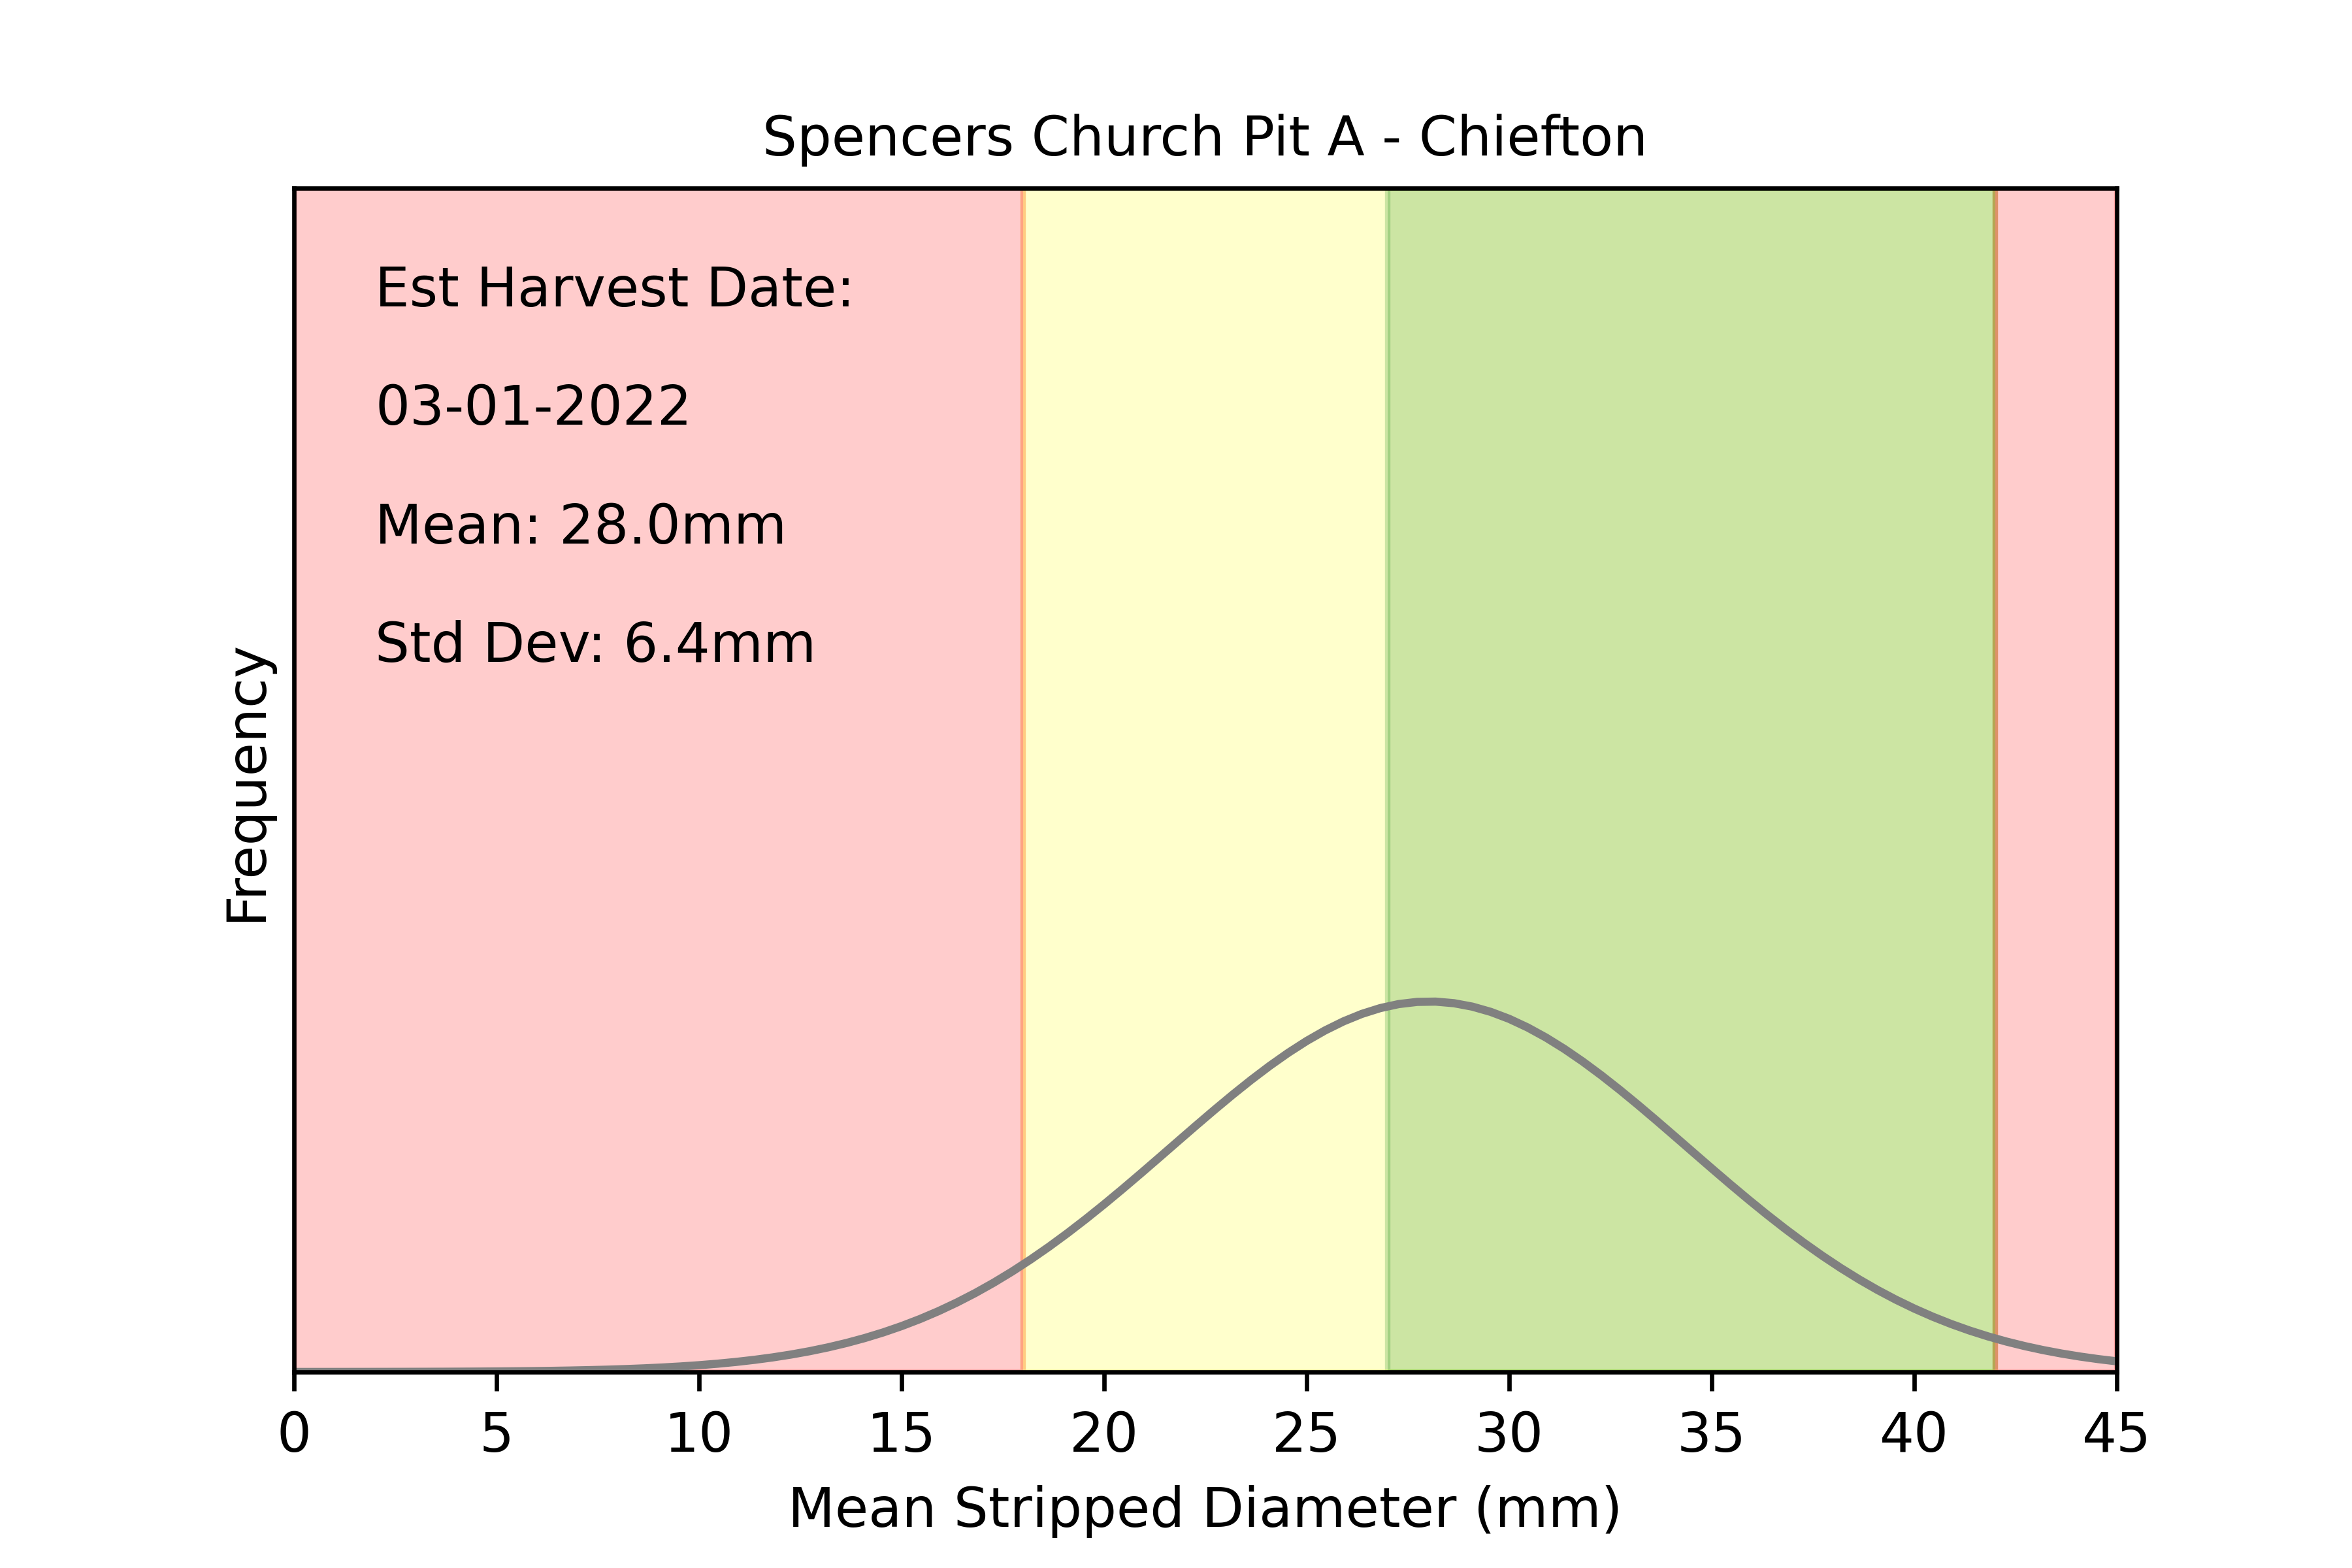 Spencers Church Pit A - Chiefton
Est Harvest Date:
03-01-2022
Mean: 28.0mm
Std Dev: 6.4mm
Frequency
0 5 10 15 20 25 30 35 40 45
Mean Stripped Diameter (mm)